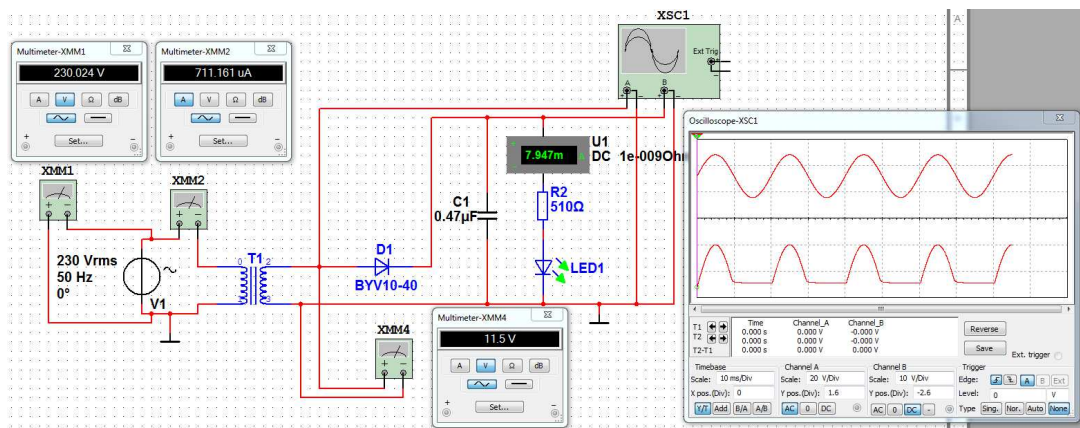 XSC1
Ext Trig
A B
Multimeter-XMM1
230.024 V
A V Ω dB
Set...
+ -
Multimeter-XMM2
711.161 uA
A V Ω dB
Set...
+ -
XMM1
XMM2
230 Vrms
50 Hz
0°
V1
T1
D1
BYV10-40
C1
0.47µF
U1
7.947m
DC 1e-009Ohm
R2
510Ω
LED1
XMM4
Multimeter-XMM4
11.5 V
A V Ω dB
Set...
+ -
A
Oscilloscope-XSC1
Time Channel_A Channel_B
T1 0.000 s 0.000 V -0.000 V
T2 0.000 s 0.000 V -0.000 V
T2-T1 0.000 s 0.000 V 0.000 V
Reverse
Save
Ext. trigger
Timebase
Scale: 10 ms/Div
X pos.(Div): 0
Y/T Add B/A A/B
Channel A
Scale: 20 V/Div
Y pos.(Div): 1.6
AC 0 DC
Channel B
Scale: 10 V/Div
Y pos.(Div): -2.6
AC 0 DC -
Trigger
Edge: A B Ext
Level: 0 V
Type Sing. Nor. Auto None